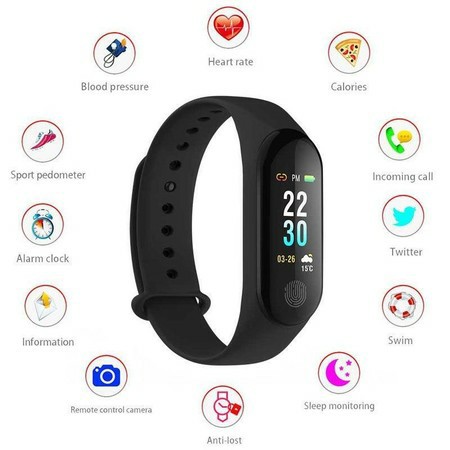 Heart rate
Blood pressure
Calories
Sport pedometer
Incoming call
PM
22
30
03-26
15℃
Alarm clock
Twitter
Information
Swim
Remote control camera
Sleep monitoring
Anti-lost